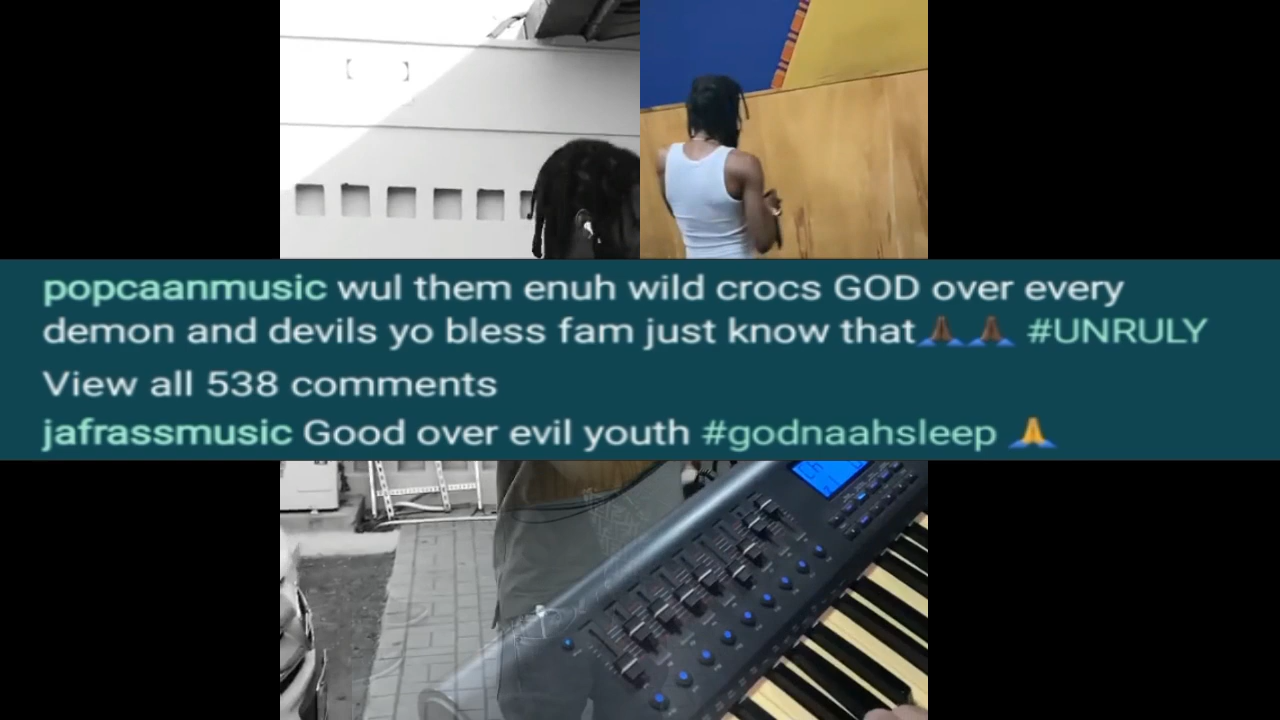 popcaanmusic wul them enuh wild crocs GOD over every
demon and devils yo bless fam just know that🙏🏿🙏🏿 #UNRULY
View all 538 comments
jafrassmusic Good over evil youth #godnaahsleep 🙏